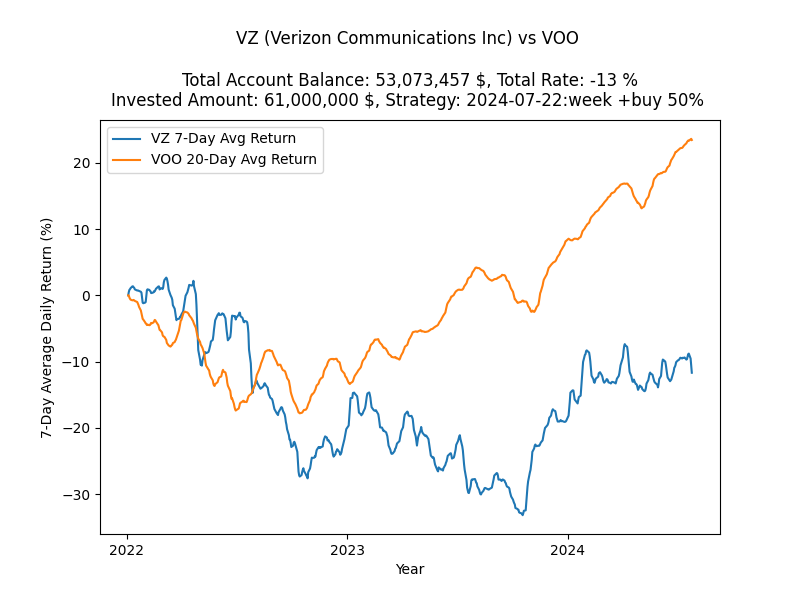 VZ (Verizon Communications Inc) vs VOO
Total Account Balance: 53,073,457 $, Total Rate: -13 %
Invested Amount: 61,000,000 $, Strategy: 2024-07-22:week +buy 50%
VZ 7-Day Avg Return
VOO 20-Day Avg Return
7-Day Average Daily Return (%)
20
10
0
−10
−20
−30
2022
2023
2024
Year